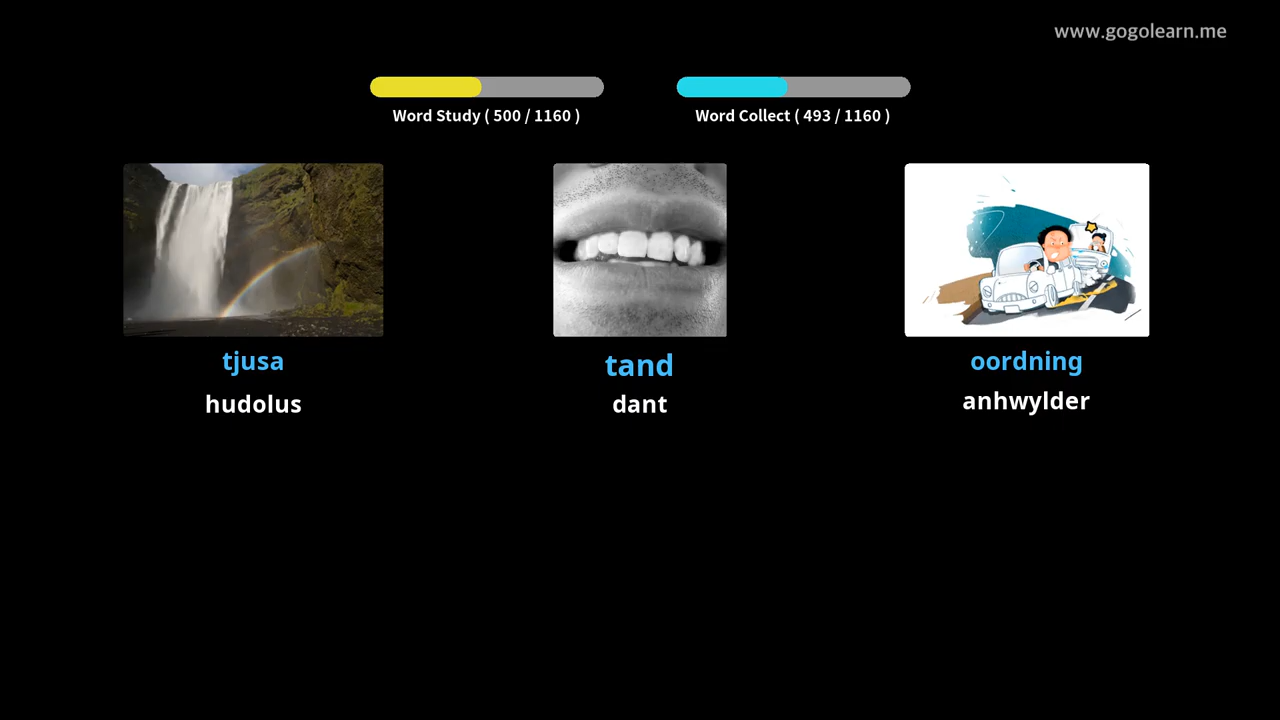 www.gogolearn.me
Word Study ( 500 / 1160 )
Word Collect ( 493 / 1160 )
tjusa
hudolus
tand
dant
oordning
anhwylder